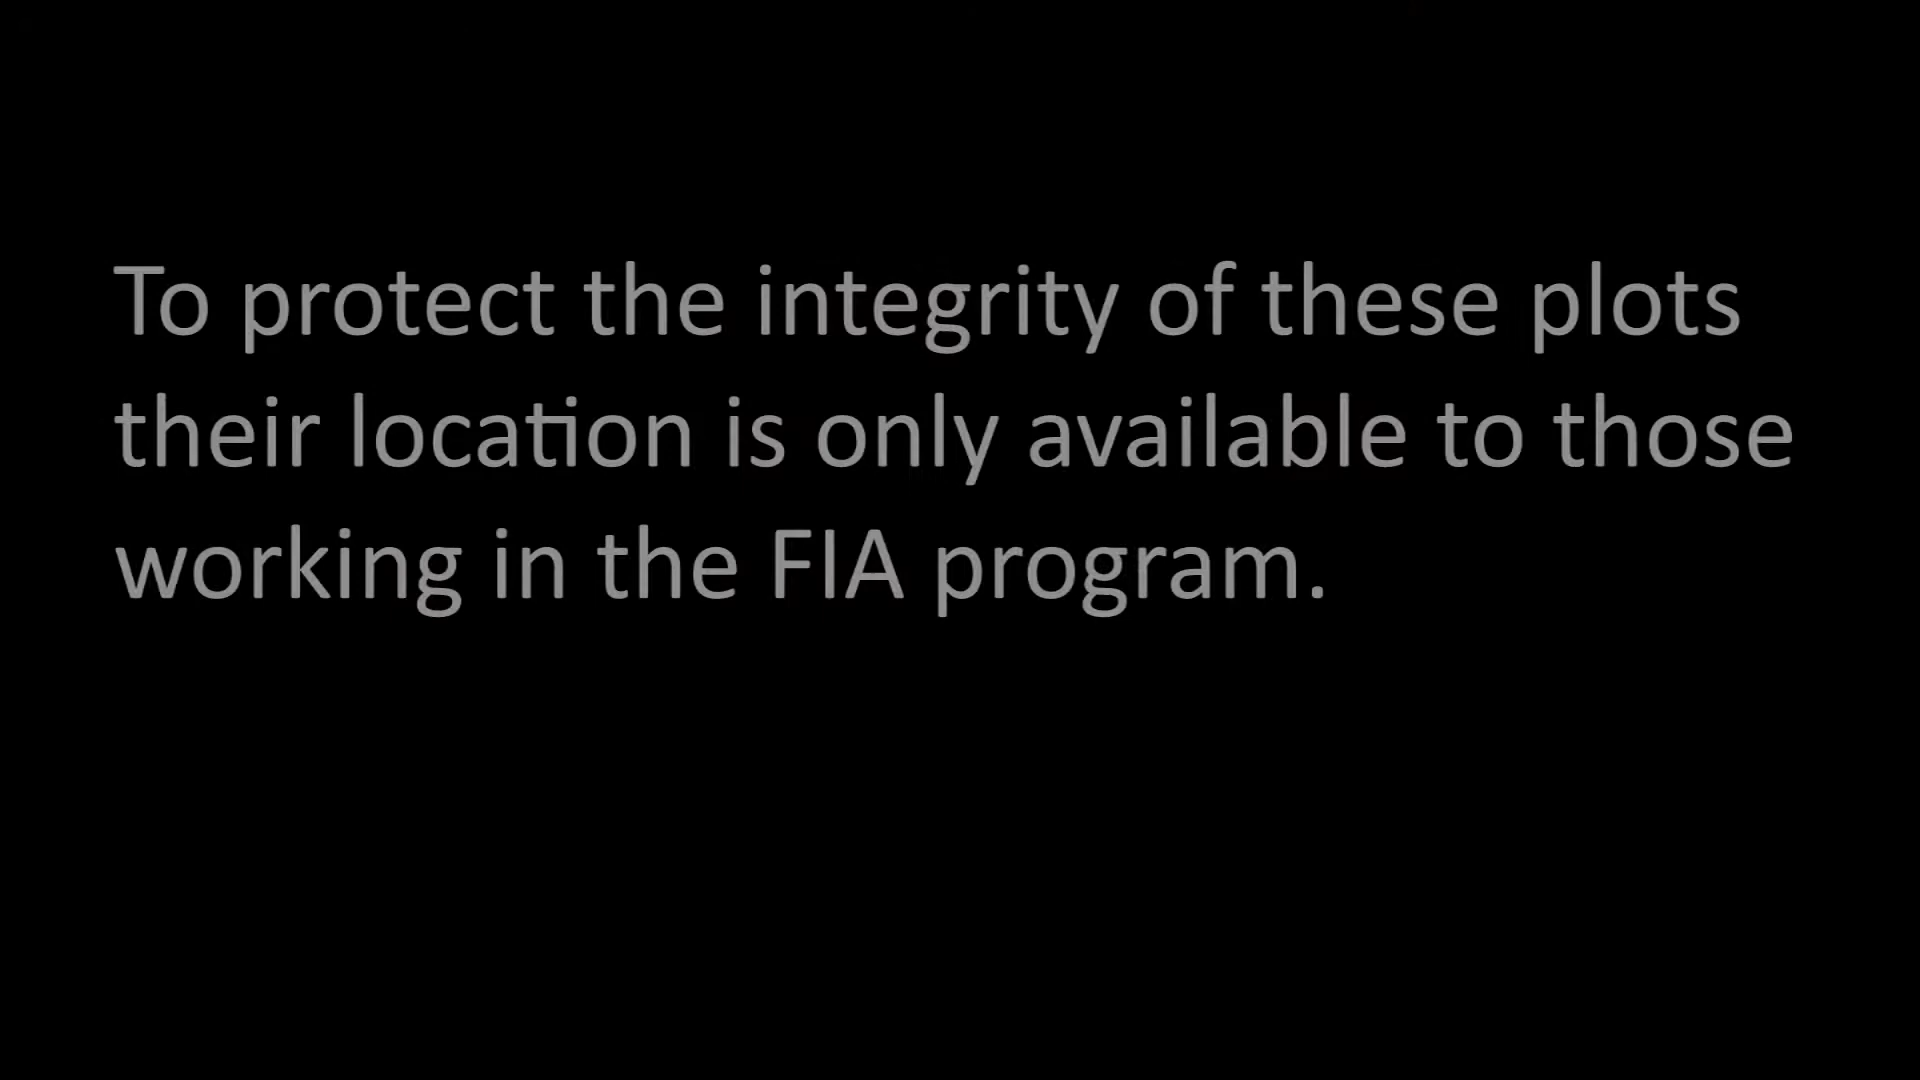 To protect the integrity of these plots
their location is only available to those
working in the FIA program.